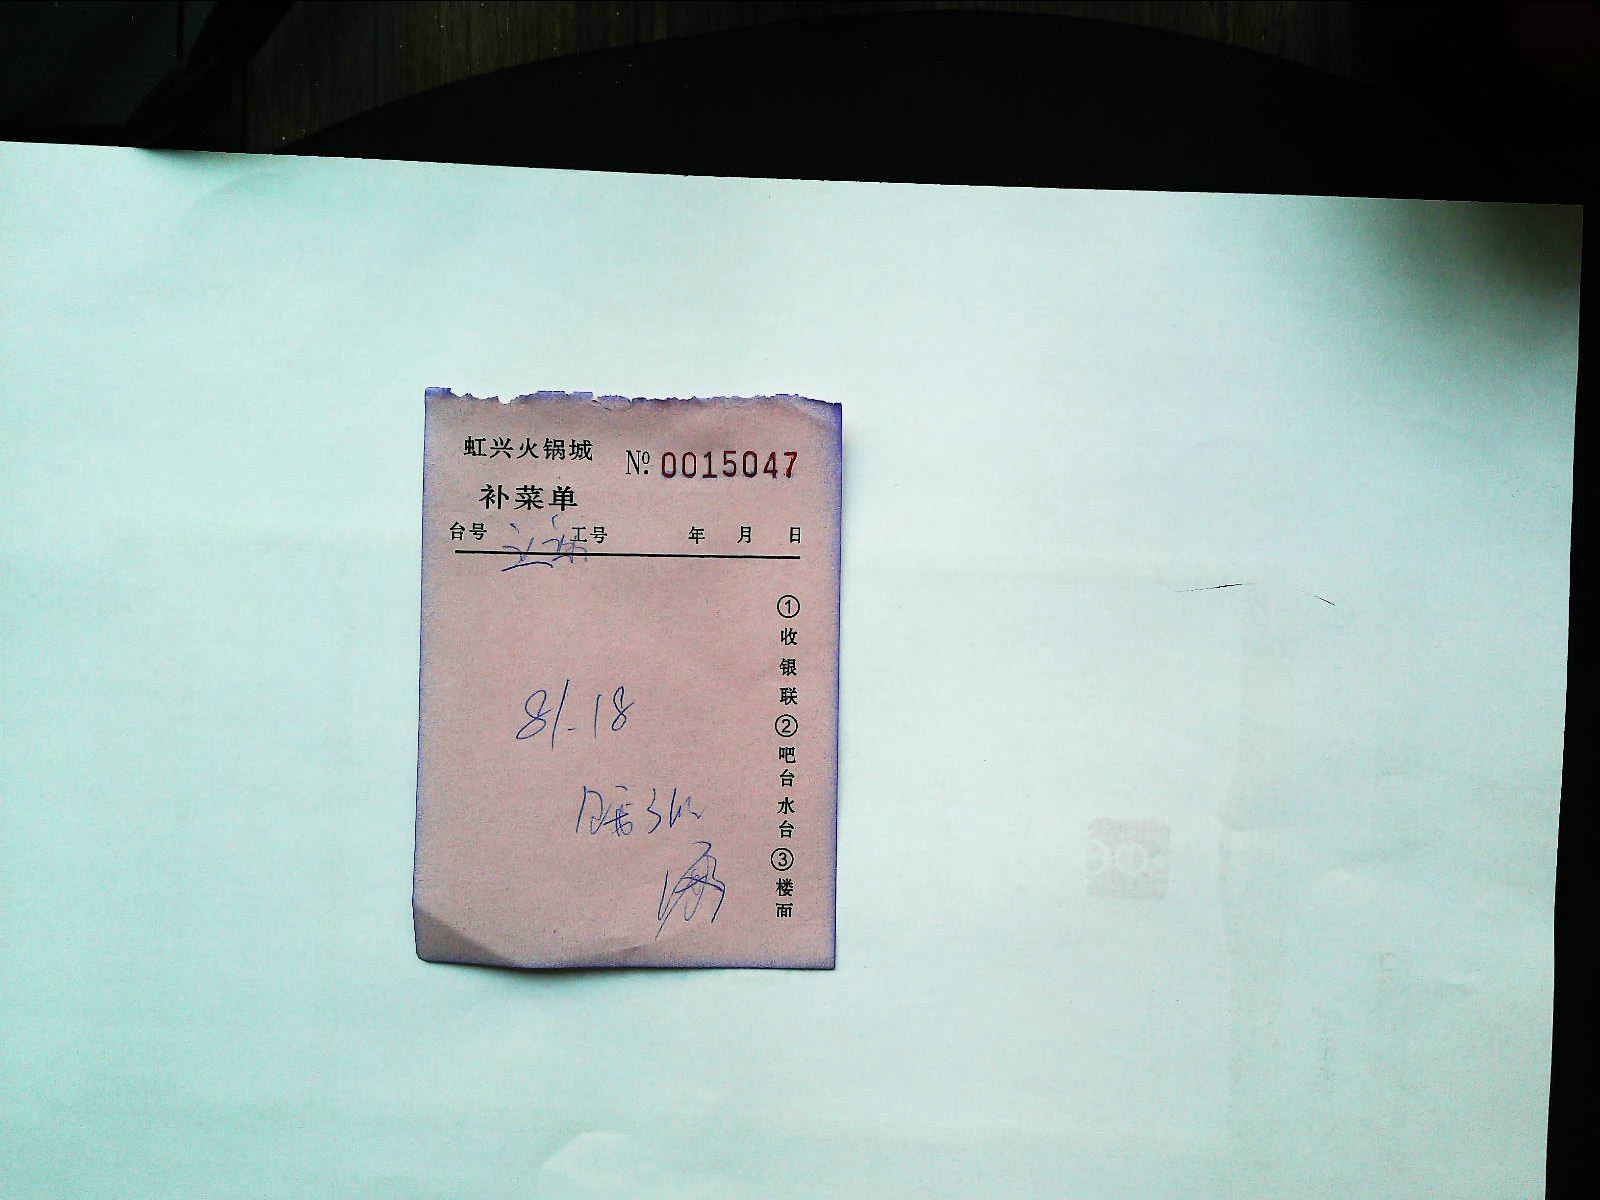 虹兴火锅城
№ 0015047
补菜单
台号 工号 年 月 日
81-18
①收银联②吧台水台③楼面